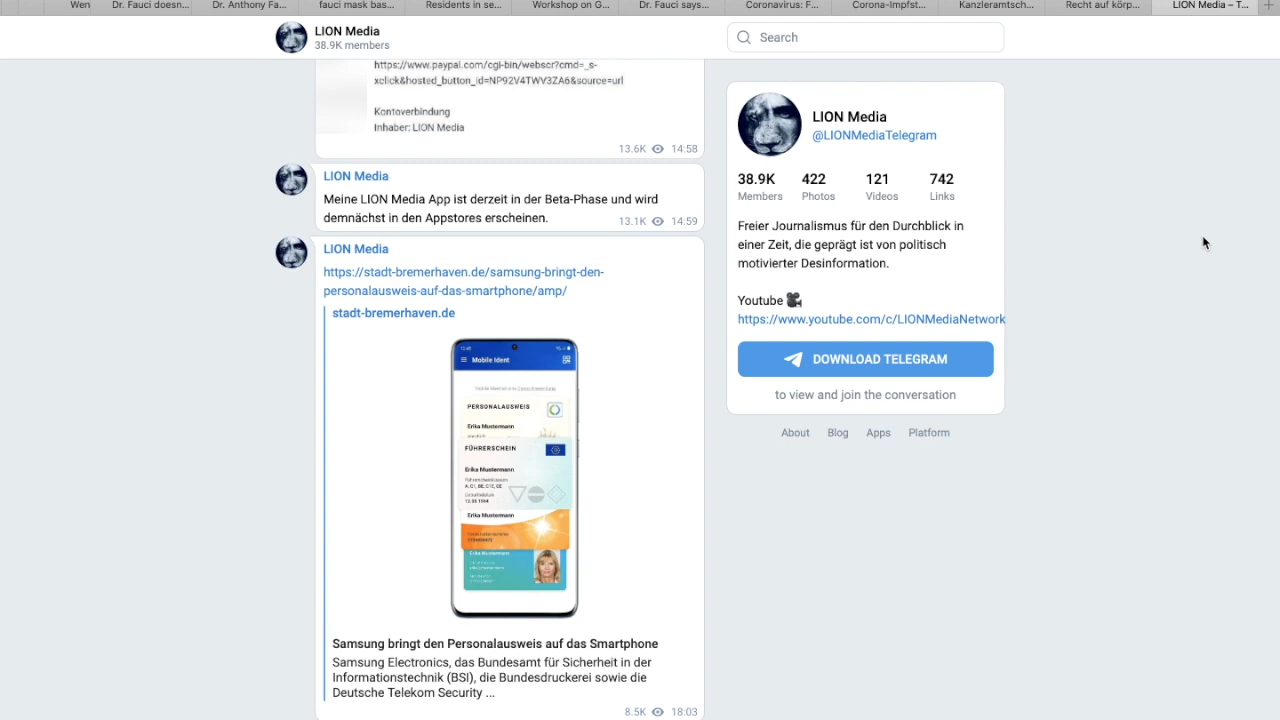 Wen
Dr. Fauci doesn...
Dr. Anthony Fa...
fauci mask bas...
Residents in se...
Workshop on G...
Dr. Fauci says...
Coronavirus: F...
Corona-Impfst...
Kanzleramtsch...
Recht auf körp...
LION Media – T...
LION Media
38.9K members
Search
https://www.paypal.com/cgi-bin/webscr?cmd=_s-
xclick&hosted_button_id=NP92V4TWV3ZA6&source=url
Kontoverbindung
Inhaber: LION Media
13.6K 14:58
LION Media
Meine LION Media App ist derzeit in der Beta-Phase und wird
demnächst in den Appstores erscheinen.
13.1K 14:59
LION Media
https://stadt-bremerhaven.de/samsung-bringt-den-
personalausweis-auf-das-smartphone/amp/
stadt-bremerhaven.de
Mobile Ident
PERSONALAUSWEIS
Erika Mustermann
FÜHRERSCHEIN
Erika Mustermann
Erika Mustermann
Erika Mustermann
Samsung bringt den Personalausweis auf das Smartphone
Samsung Electronics, das Bundesamt für Sicherheit in der
Informationstechnik (BSI), die Bundesdruckerei sowie die
Deutsche Telekom Security ...
8.5K 18:03
LION Media
@LIONMediaTelegram
38.9K 422 121 742
Members Photos Videos Links
Freier Journalismus für den Durchblick in
einer Zeit, die geprägt ist von politisch
motivierter Desinformation.
Youtube
https://www.youtube.com/c/LIONMediaNetwork
DOWNLOAD TELEGRAM
to view and join the conversation
About Blog Apps Platform